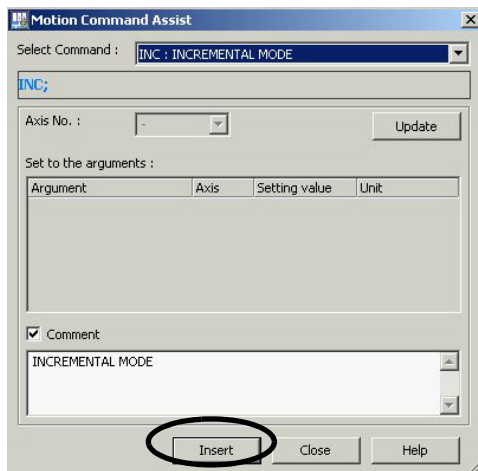 Motion Command Assist
Select Command : INC : INCREMENTAL MODE
INC;
Axis No. : - Update
Set to the arguments :
Argument Axis Setting value Unit
Comment
INCREMENTAL MODE
Insert Close Help